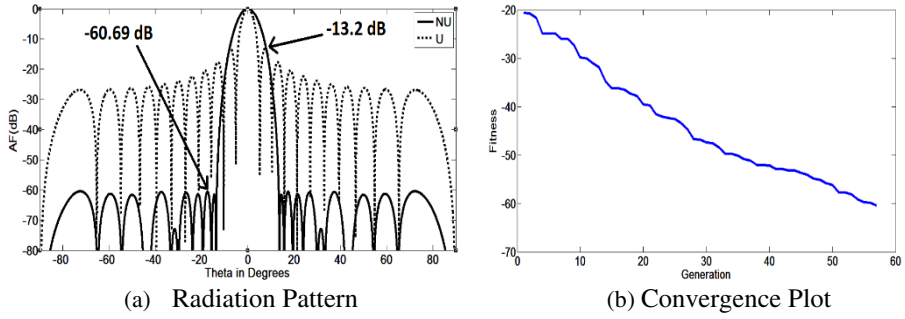 0
-10
-20
-30
-40
-50
-60
-70
-80
AF(dB)
-60.69 dB
-13.2 dB
NU
U
-80 -60 -40 -20 0 20 40 60 80
Theta in Degrees
(a) Radiation Pattern
-20
-30
-40
-50
-60
-70
Fitness
0 10 20 30 40 50 60
Generation
(b) Convergence Plot